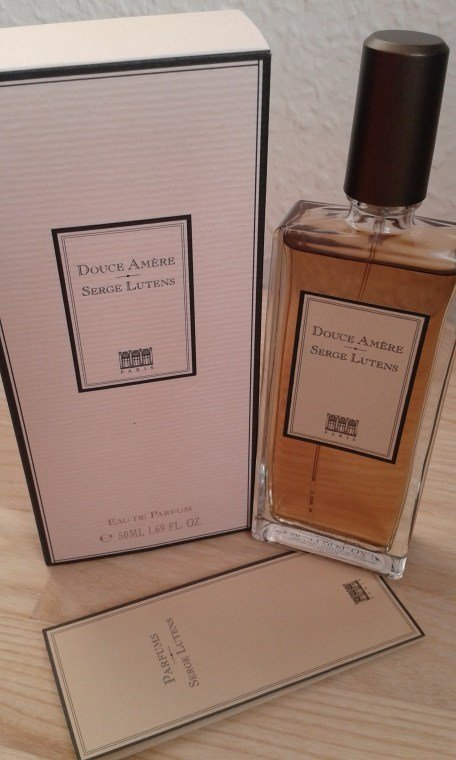 DOUCE AMÈRE
SERGE LUTENS
PARIS
EAU DE PARFUM
℮ 50ML 1.69 FL. OZ.
DOUCE AMÈRE
SERGE LUTENS
PARIS
PARFUMS
SERGE LUTENS